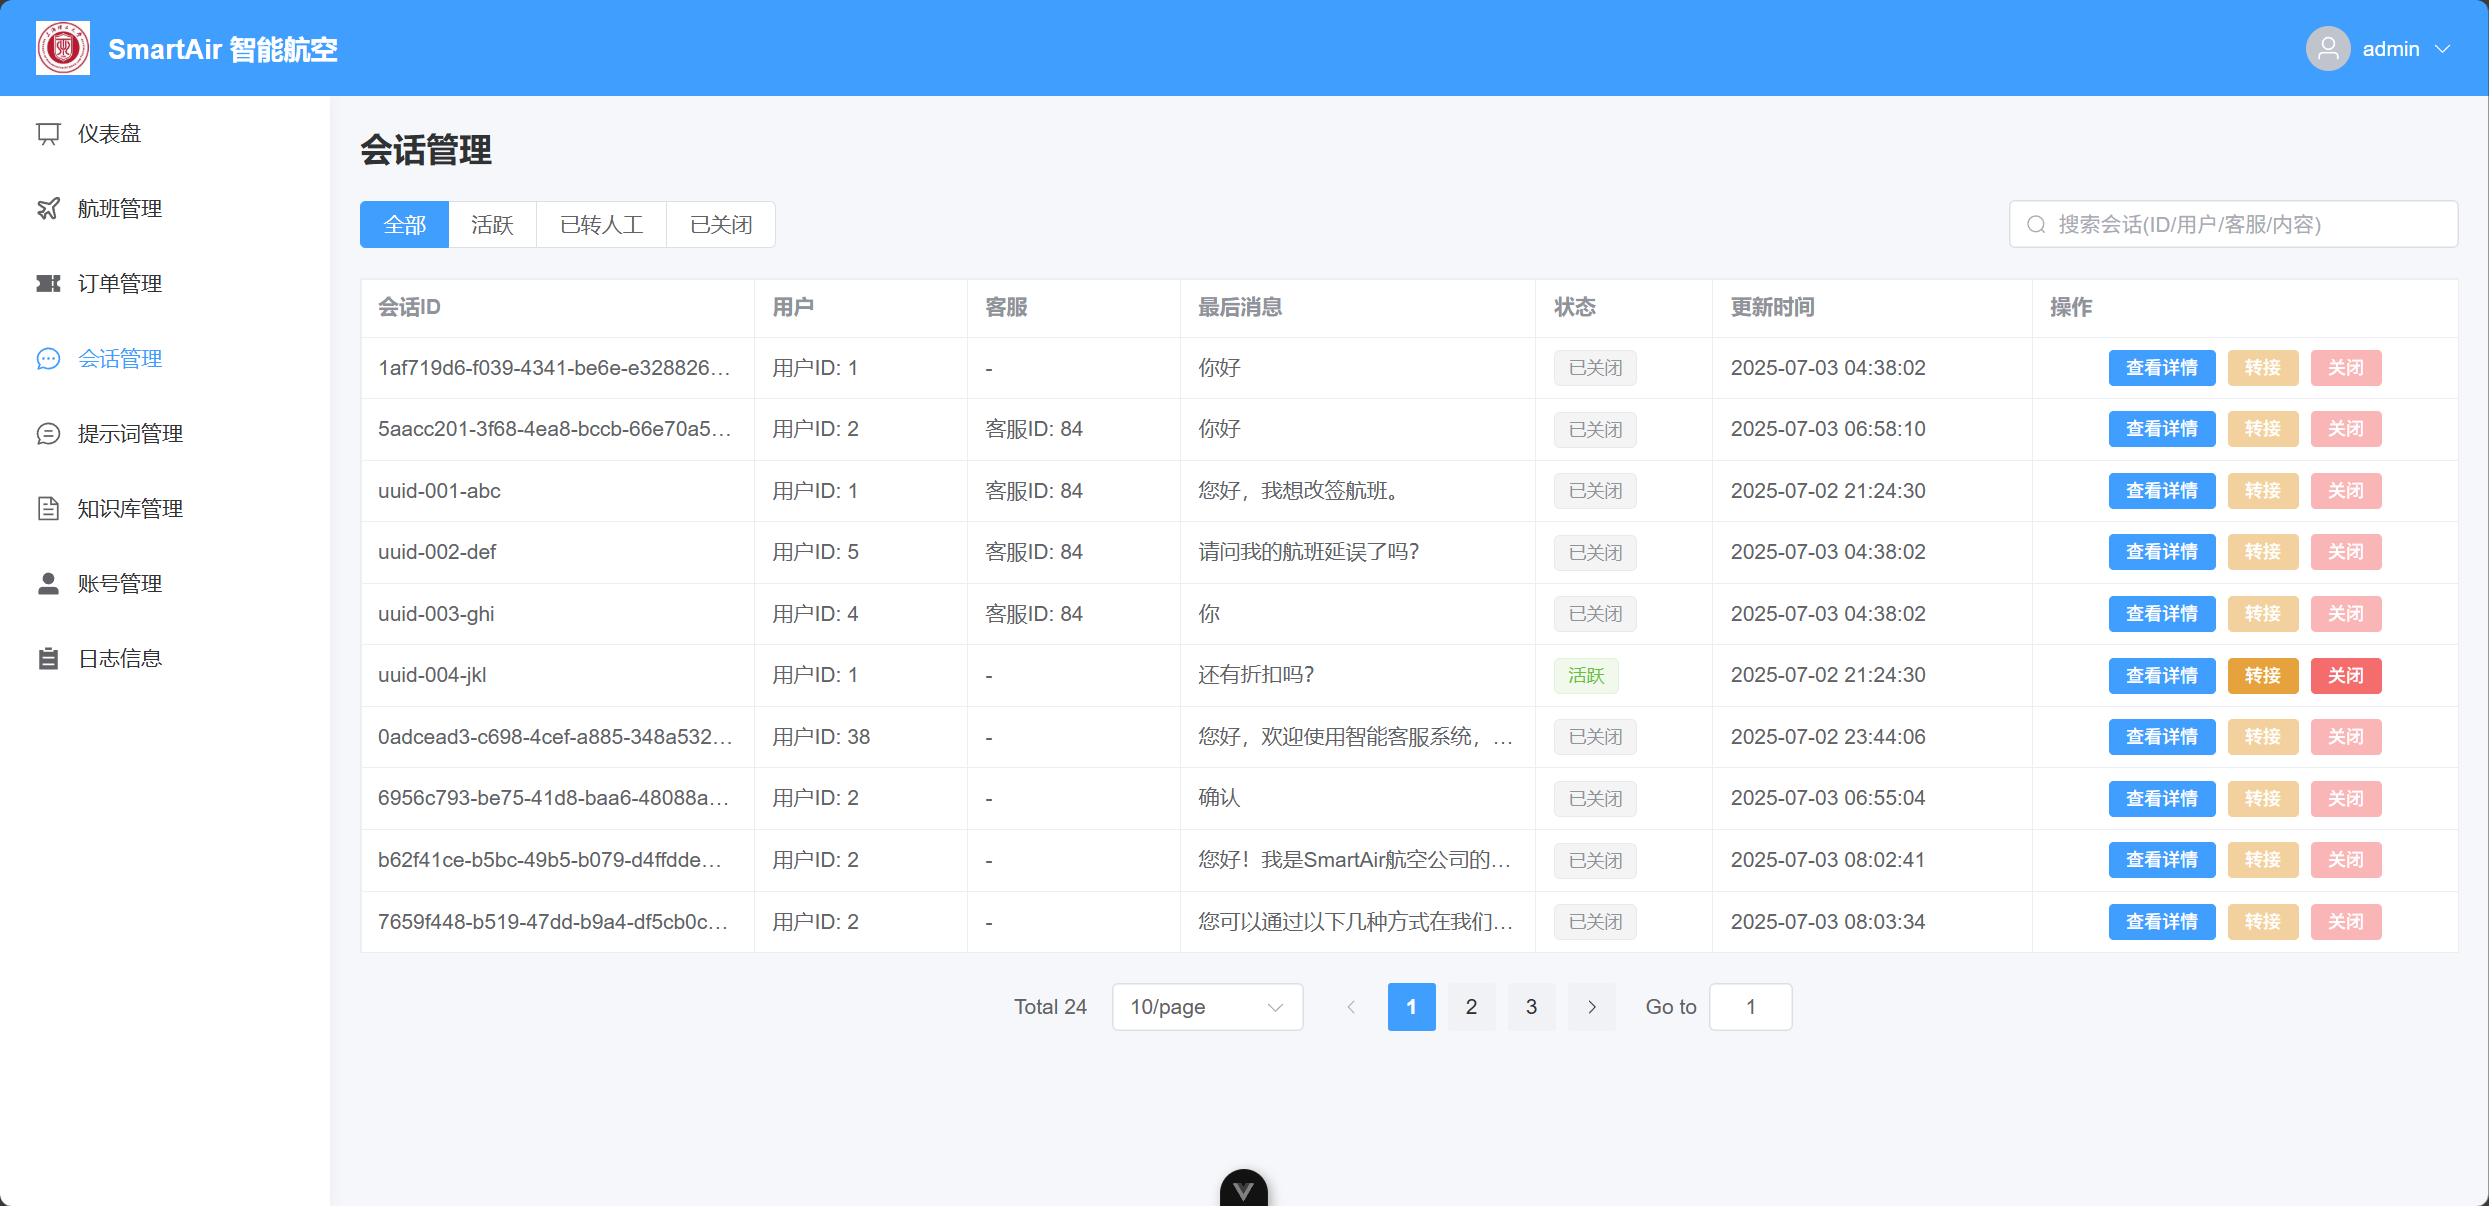 SmartAir 智能航空
admin
仪表盘
航班管理
订单管理
会话管理
提示词管理
知识库管理
账号管理
日志信息
会话管理
全部 活跃 已转人工 已关闭
搜索会话(ID/用户/客服/内容)
会话ID 用户 客服 最后消息 状态 更新时间 操作
1af719d6-f039-4341-be6e-e328826... 用户ID: 1 - 你好 已关闭 2025-07-03 04:38:02 查看详情 转接 关闭
5aacc201-3f68-4ea8-bccb-66e70a5... 用户ID: 2 客服ID: 84 你好 已关闭 2025-07-03 06:58:10 查看详情 转接 关闭
uuid-001-abc 用户ID: 1 客服ID: 84 您好，我想改签航班。 已关闭 2025-07-02 21:24:30 查看详情 转接 关闭
uuid-002-def 用户ID: 5 客服ID: 84 请问我的航班延误了吗？ 已关闭 2025-07-03 04:38:02 查看详情 转接 关闭
uuid-003-ghi 用户ID: 4 客服ID: 84 你 已关闭 2025-07-03 04:38:02 查看详情 转接 关闭
uuid-004-jkl 用户ID: 1 - 还有折扣吗？ 活跃 2025-07-02 21:24:30 查看详情 转接 关闭
0adcead3-c698-4cef-a885-348a532... 用户ID: 38 - 您好，欢迎使用智能客服系统，... 已关闭 2025-07-02 23:44:06 查看详情 转接 关闭
6956c793-be75-41d8-baa6-48088a... 用户ID: 2 - 确认 已关闭 2025-07-03 06:55:04 查看详情 转接 关闭
b62f41ce-b5bc-49b5-b079-d4ffdde... 用户ID: 2 - 您好！我是SmartAir航空公司的... 已关闭 2025-07-03 08:02:41 查看详情 转接 关闭
7659f448-b519-47dd-b9a4-df5cb0c... 用户ID: 2 - 您可以通过以下几种方式在我们... 已关闭 2025-07-03 08:03:34 查看详情 转接 关闭
Total 24 10/page 1 2 3 Go to 1